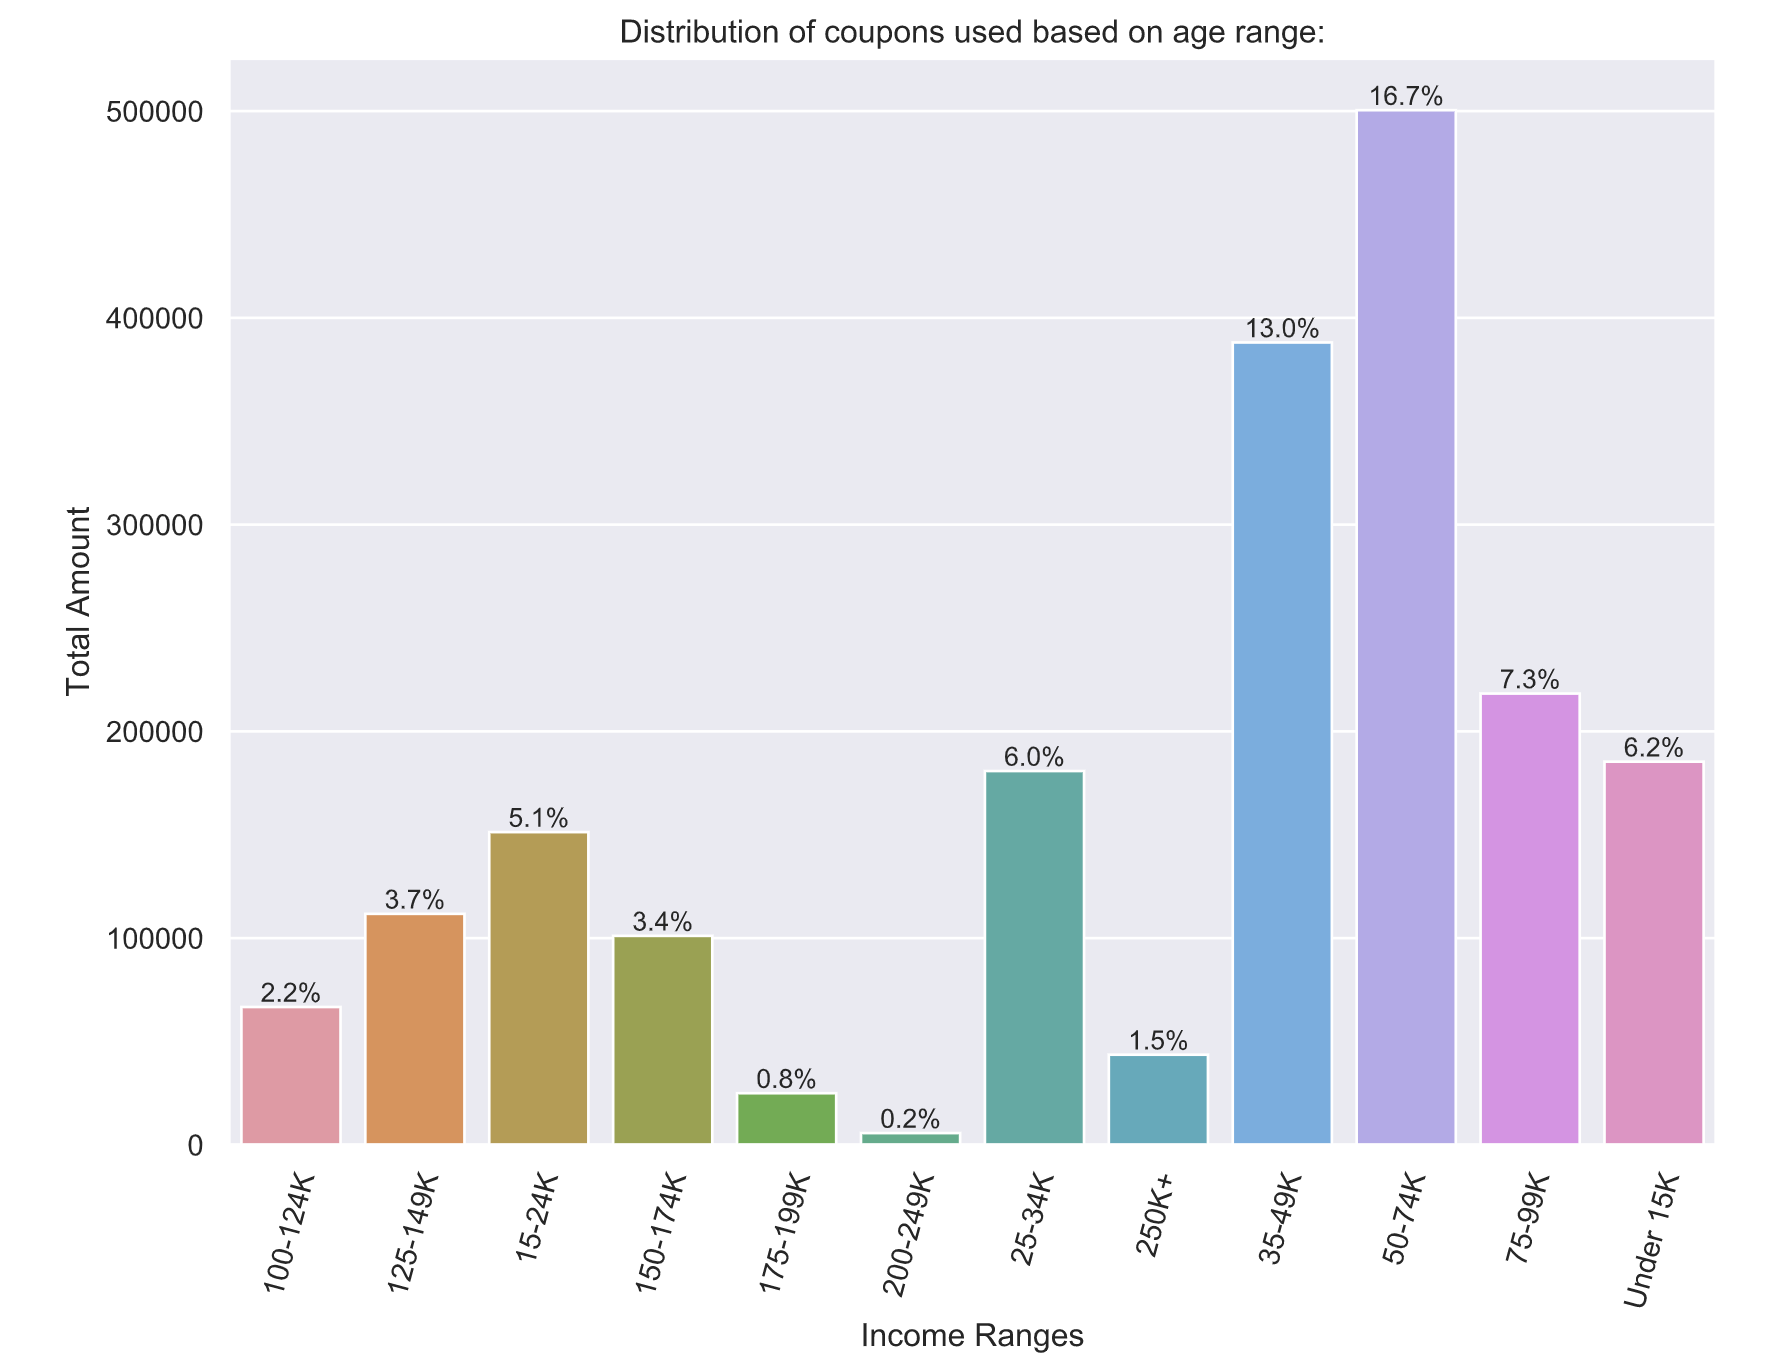 Distribution of coupons used based on age range:
500000
400000
300000
200000
100000
0
Total Amount
2.2%
3.7%
5.1%
3.4%
0.8%
0.2%
6.0%
1.5%
13.0%
16.7%
7.3%
6.2%
100-124K
125-149K
15-24K
150-174K
175-199K
200-249K
25-34K
250K+
35-49K
50-74K
75-99K
Under 15K
Income Ranges